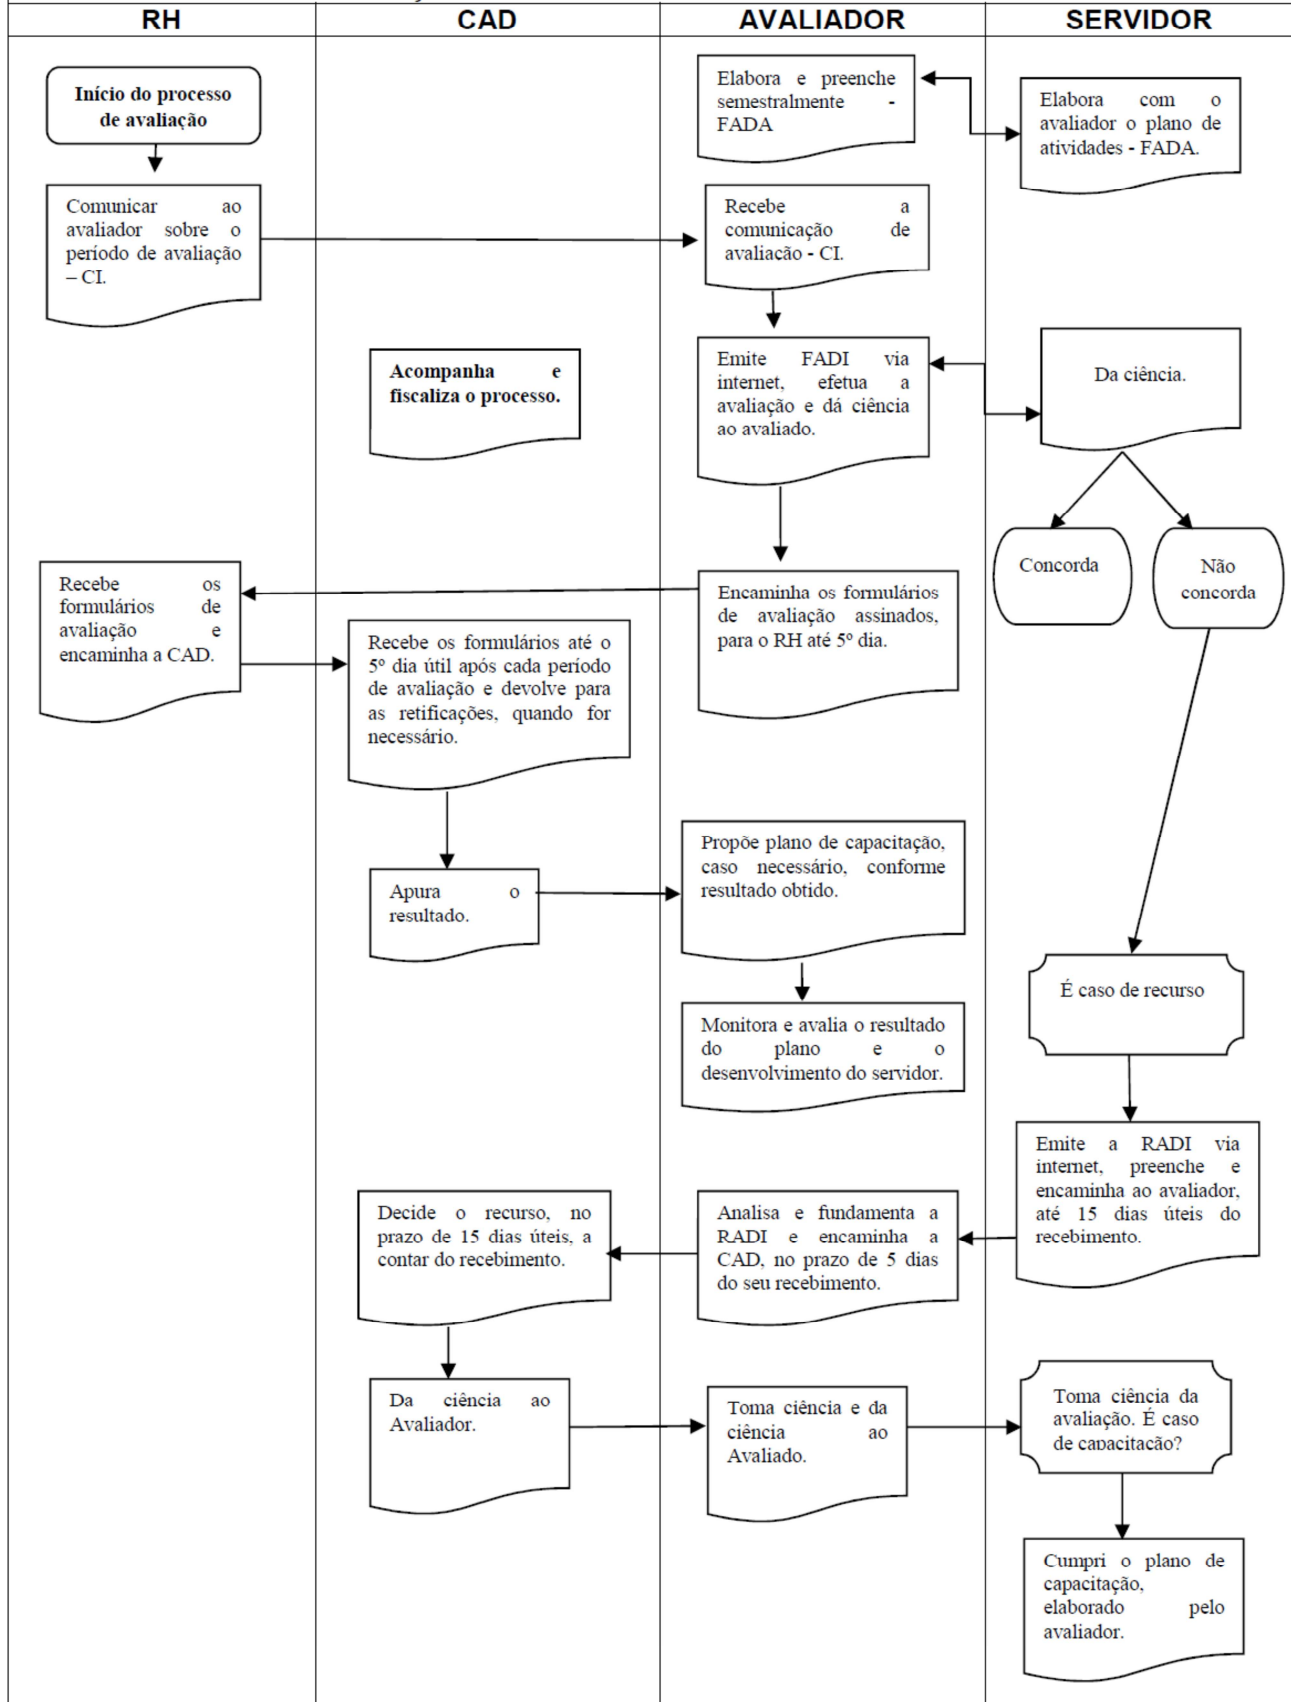 RH
CAD
AVALIADOR
SERVIDOR
Início do processo
de avaliação
Elabora e preenche
semestralmente -
FADA
Elabora com o
avaliador o plano de
atividades - FADA.
Comunicar ao
avaliador sobre o
período de avaliação
– CI.
Recebe a
comunicação de
avaliacão - CI.
Acompanha e
fiscaliza o processo.
Emite FADI via
internet, efetua a
avaliação e dá ciência
ao avaliado.
Da ciência.
Concorda
Não
concorda
Recebe os
formulários de
avaliação e
encaminha a CAD.
Recebe os formulários até o
5º dia útil após cada período
de avaliação e devolve para
as retificações, quando for
necessário.
Encaminha os formulários
de avaliação assinados,
para o RH até 5º dia.
Apura o
resultado.
Propõe plano de capacitação,
caso necessário, conforme
resultado obtido.
Monitora e avalia o resultado
do plano e o
desenvolvimento do servidor.
É caso de recurso
Emite a RADI via
internet, preenche e
encaminha ao avaliador,
até 15 dias úteis do
recebimento.
Decide o recurso, no
prazo de 15 dias úteis, a
contar do recebimento.
Analisa e fundamenta a
RADI e encaminha a
CAD, no prazo de 5 dias
do seu recebimento.
Da ciência ao
Avaliador.
Toma ciência e da
ciência ao
Avaliado.
Toma ciência da
avaliação. É caso
de capacitacão?
Cumpri o plano de
capacitação,
elaborado pelo
avaliador.